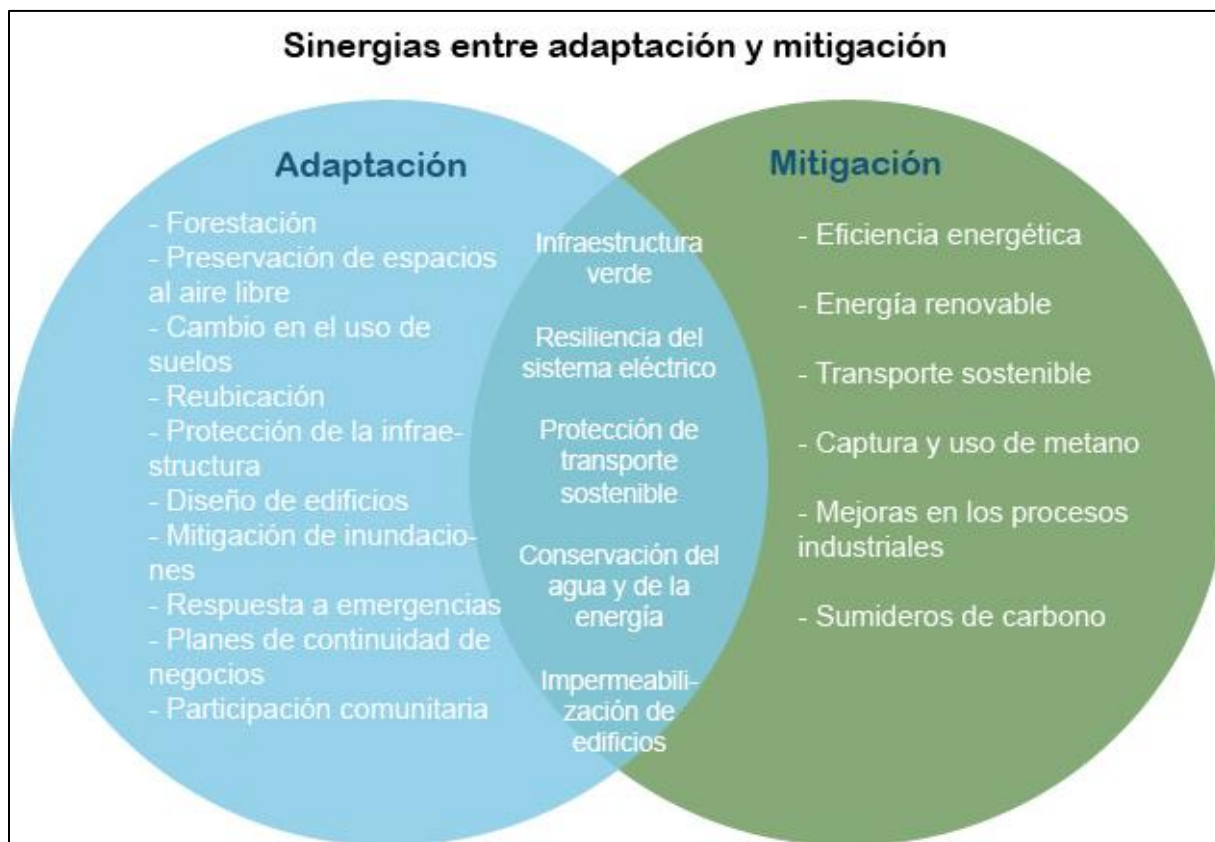 Sinergias entre adaptación y mitigación
Adaptación
- Forestación
- Preservación de espacios
al aire libre
- Cambio en el uso de
suelos
- Reubicación
- Protección de la infrae-
structura
- Diseño de edificios
- Mitigación de inundacio-
nes
- Respuesta a emergencias
- Planes de continuidad de
negocios
- Participación comunitaria
Infraestructura
verde
Resiliencia del
sistema eléctrico
Protección de
transporte
sostenible
Conservación del
agua y de la
energía
Impermeabili-
zación de
edificios
Mitigación
- Eficiencia energética
- Energía renovable
- Transporte sostenible
- Captura y uso de metano
- Mejoras en los procesos
industriales
- Sumideros de carbono